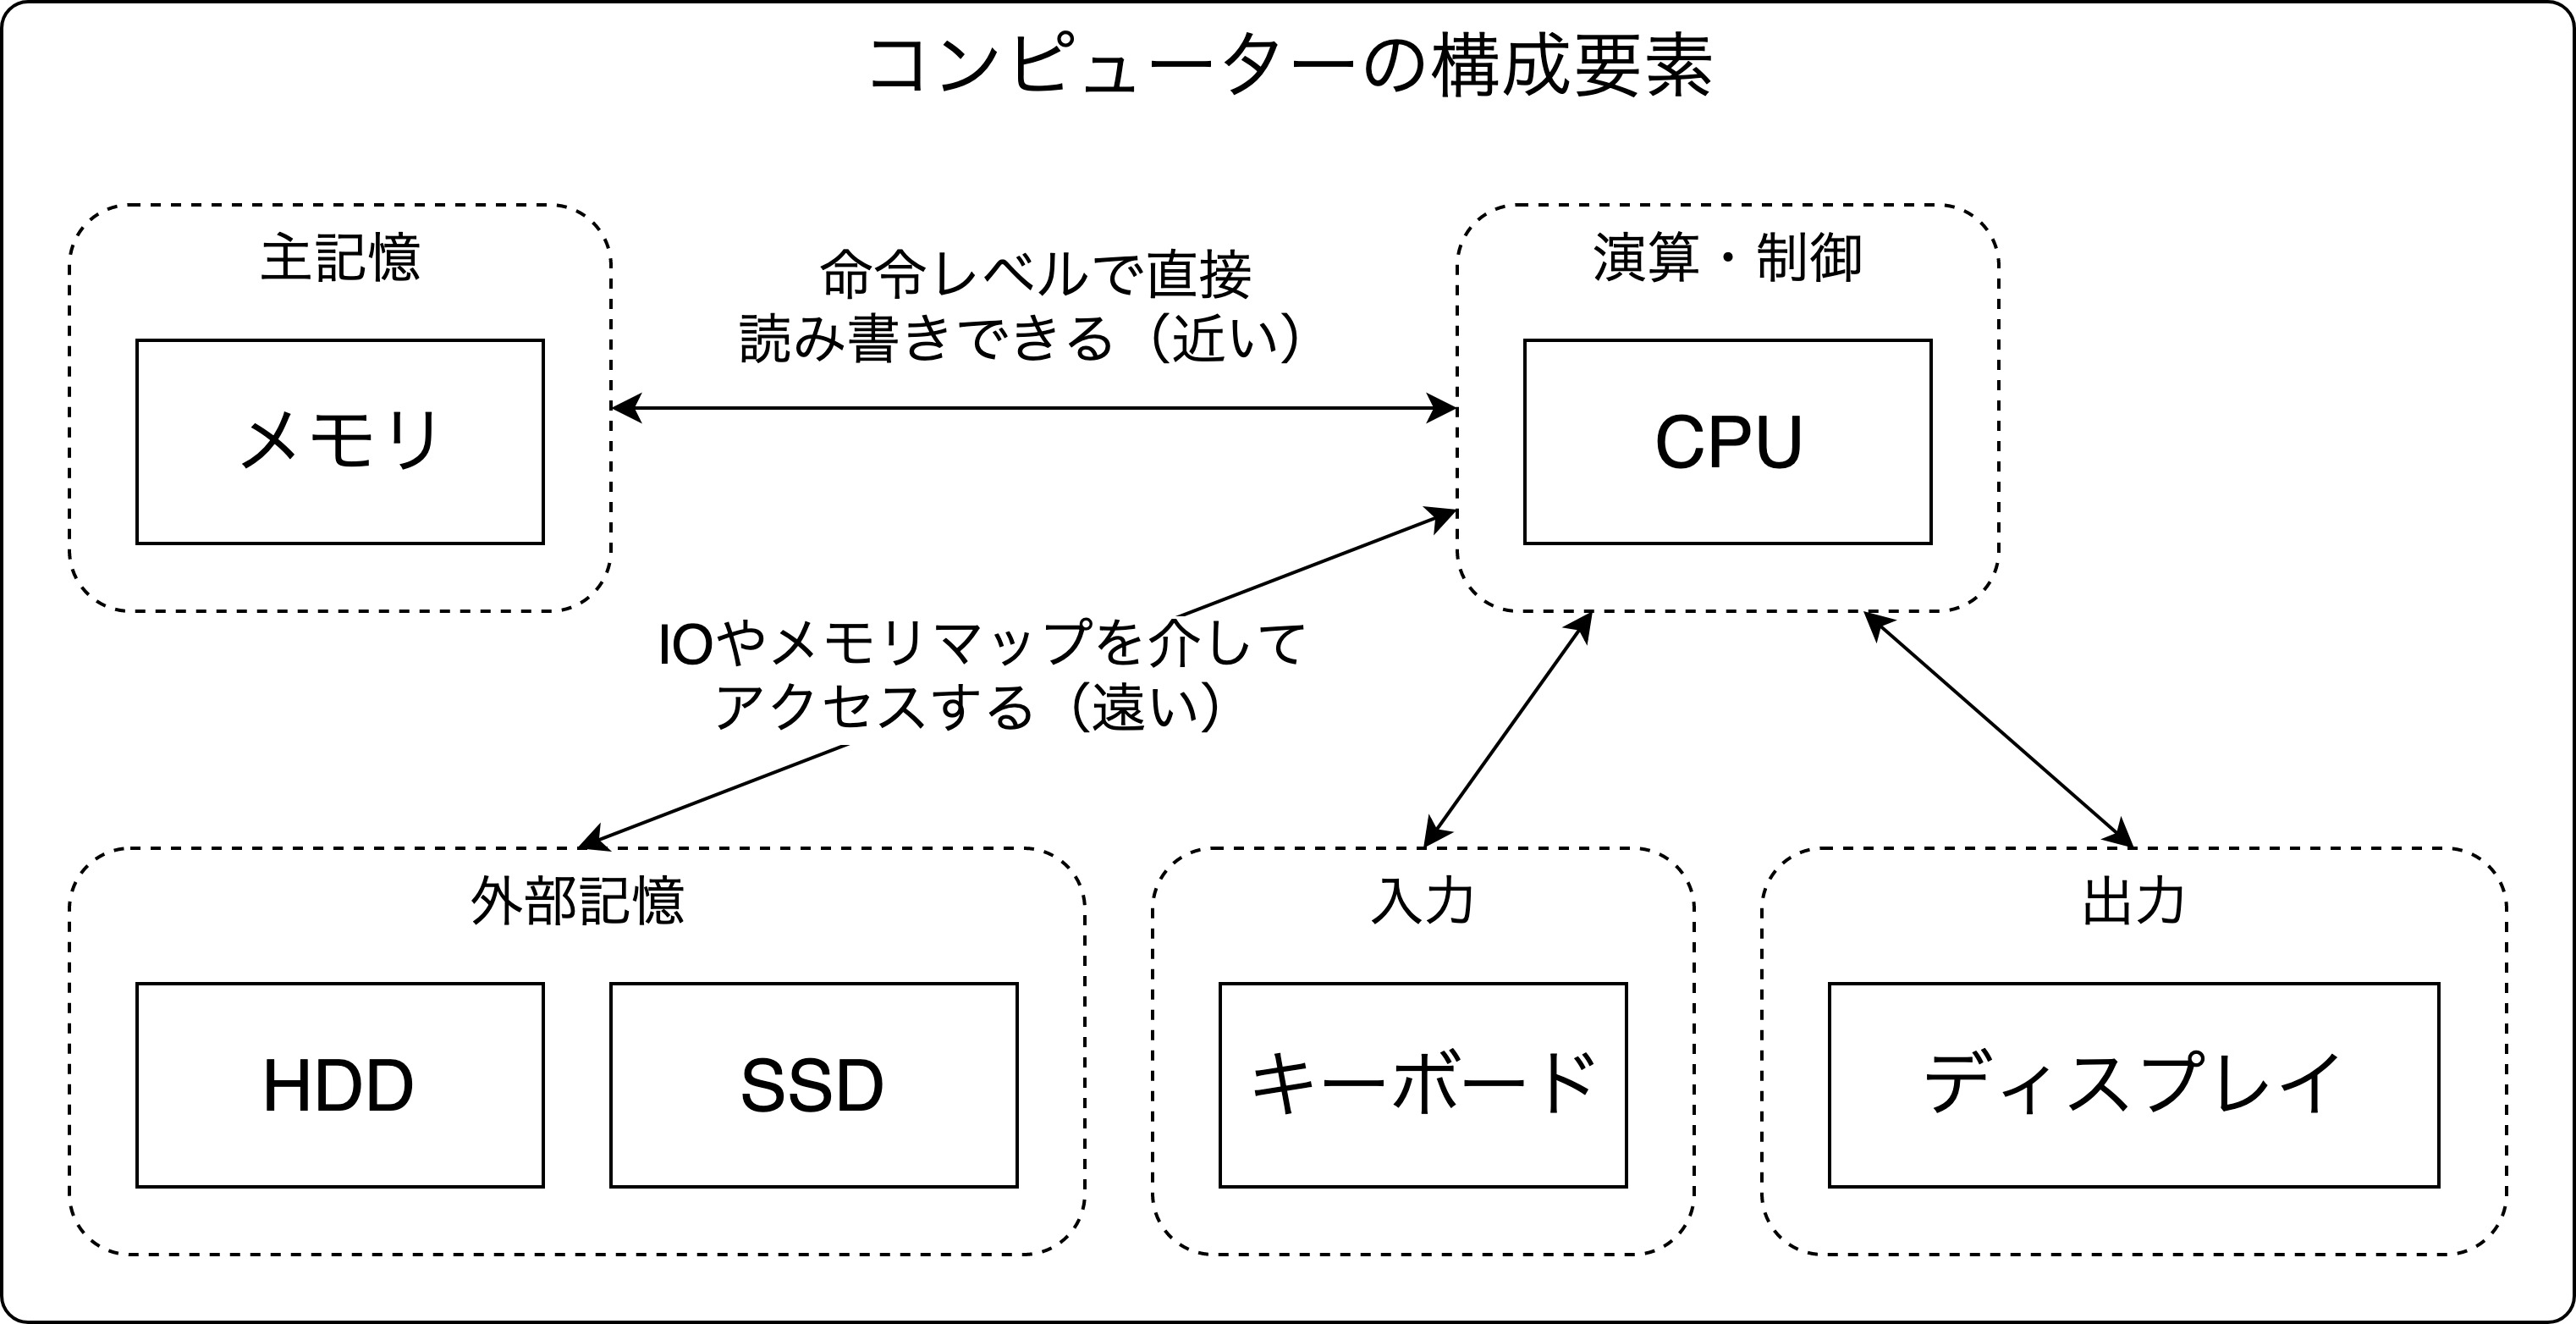 コンピューターの構成要素
主記憶
メモリ
命令レベルで直接
読み書きできる（近い）
演算・制御
CPU
IOやメモリマップを介して
アクセスする（遠い）
外部記憶
HDD
SSD
入力
キーボード
出力
ディスプレイ